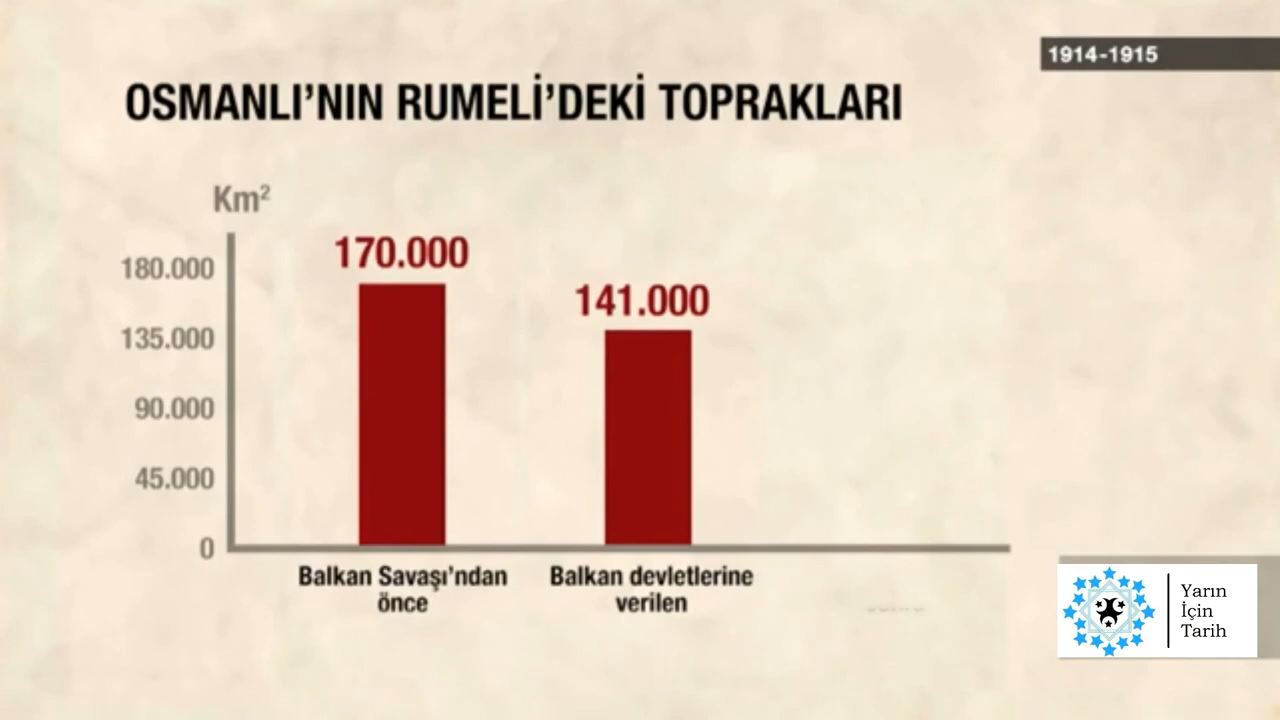 1914-1915
OSMANLI'NIN RUMELİ'DEKİ TOPRAKLARI
Km²
180.000
135.000
90.000
45.000
0
170.000
141.000
Balkan Savaşı'ndan
önce
Balkan devletlerine
verilen
Yarın
İçin
Tarih